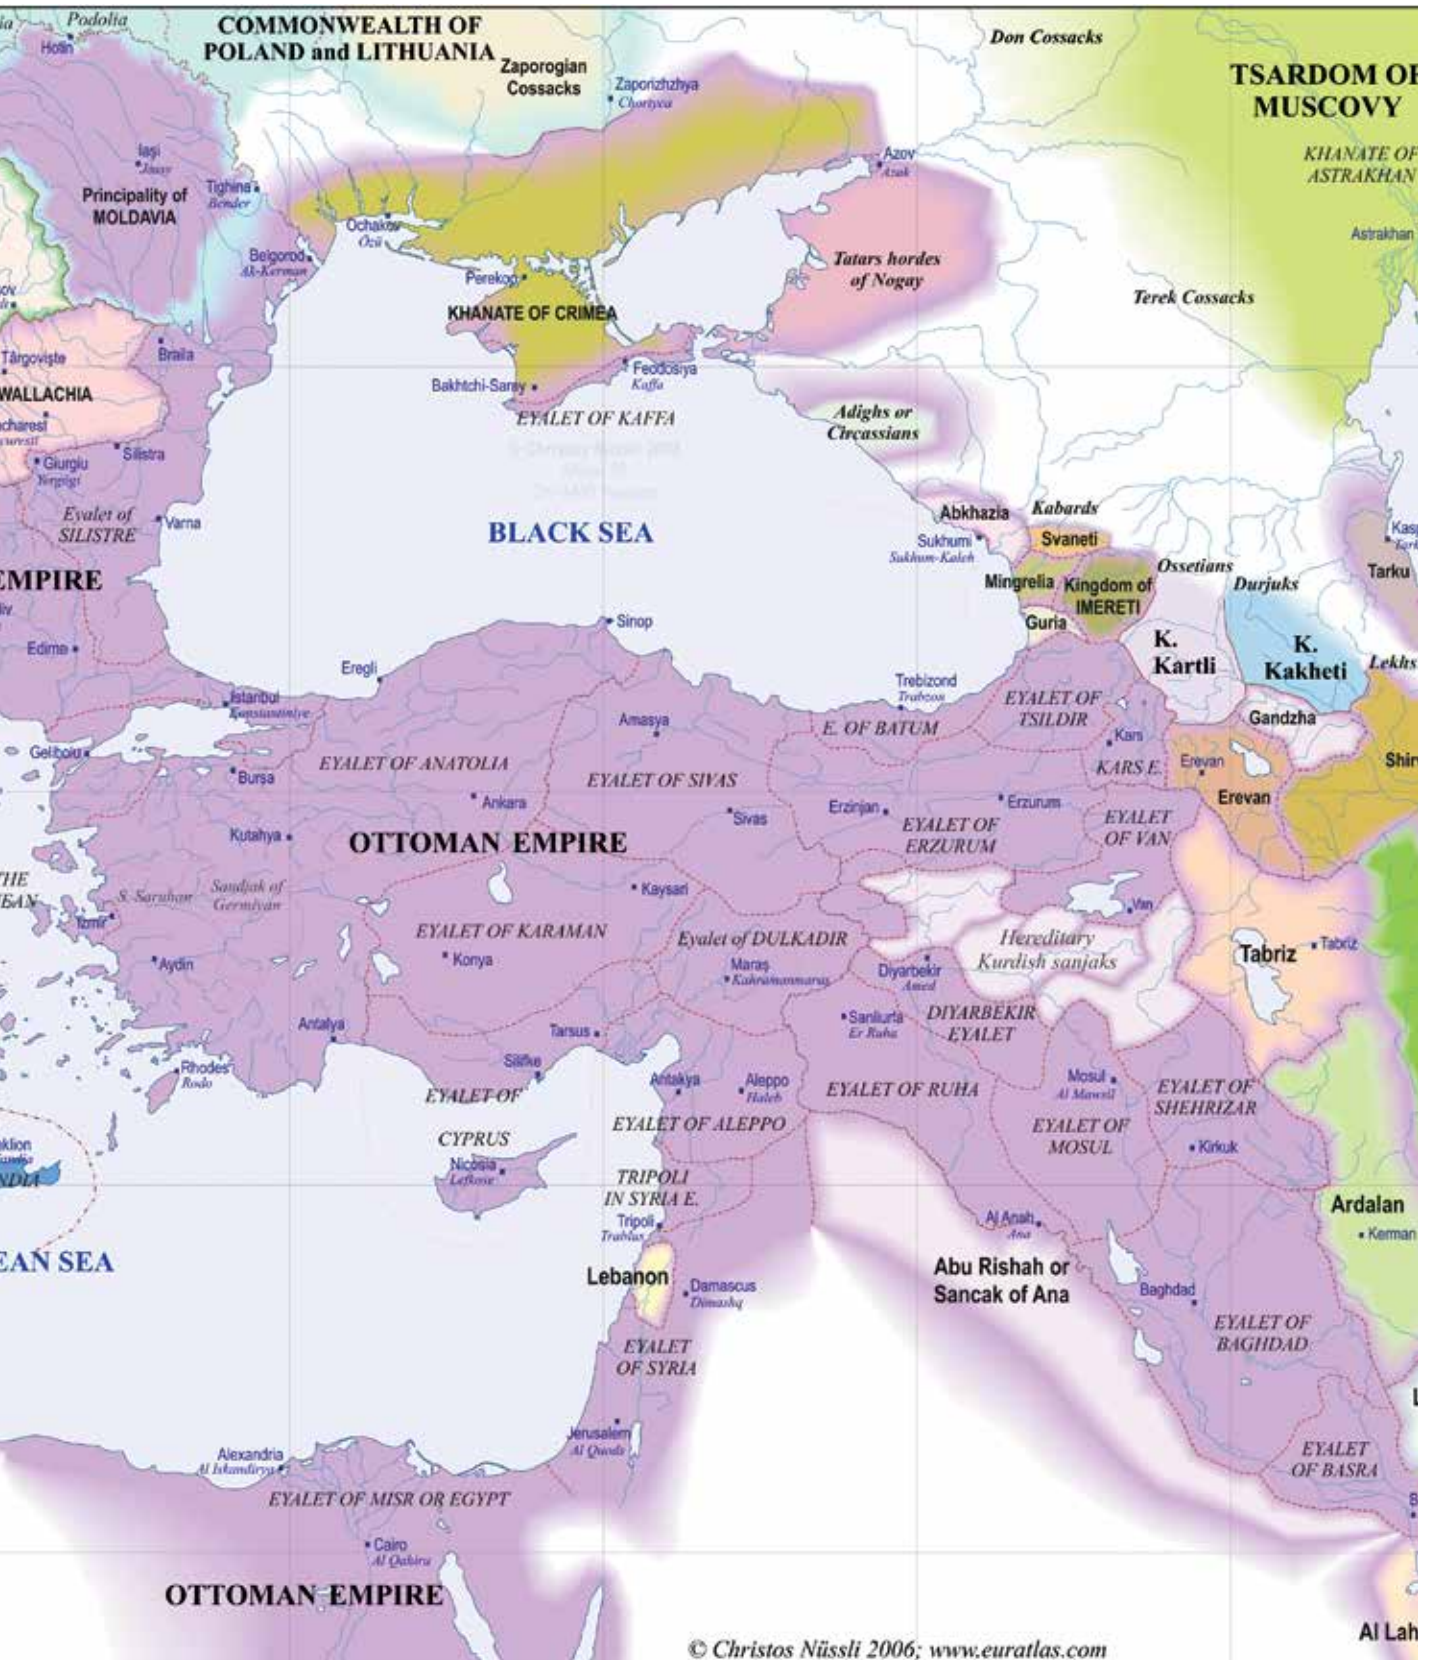 Podolia
COMMONWEALTH OF
POLAND and LITHUANIA
Hotin
Zaporogian
Cossacks
Zaporizhzhya
Chortyca
Don Cossacks
TSARDOM OF
MUSCOVY
KHANATE OF
ASTRAKHAN
Astrakhan
Iaşi
Principality of
MOLDAVIA
Tighina
Bender
Azov
Azak
Ochakov
Özü
Belgorod
Ak-Kerman
Perekop
KHANATE OF CRIMEA
Tatars hordes
of Nogay
Terek Cossacks
Târgovişte
Braila
WALLACHIA
Bakhtchi-Saray
Feodosiya
Kaffa
EYALET OF KAFFA
Adighs or
Circassians
Silistra
Giurgiu
Yergögi
Eyalet of
SILISTRE
Varna
BLACK SEA
Abkhazia
Kabards
Sukhumi
Sukhum-Kaleh
Svaneti
Mingrelia
Kingdom of
IMERETI
Ossetians
Durjuks
Tarku
EMPIRE
Guria
Sinop
Edirne
K.
Kartli
K.
Kakheti
Lekhs
Eregli
Istanbul
Konstantiniye
Trebizond
Trabzon
Amasya
E. OF BATUM
EYALET OF
TSILDIR
Gandzha
Kars
Gelibolu
Bursa
EYALET OF ANATOLIA
EYALET OF SIVAS
KARS E.
Erevan
Erevan
Ankara
Sivas
Erzinjan
Erzurum
EYALET OF
ERZURUM
EYALET
OF VAN
Kutahya
OTTOMAN EMPIRE
S. Saruhan
Sandjak of
Germiyan
Kaysari
Izmir
Van
EYALET OF KARAMAN
Konya
Eyalet of DULKADIR
Hereditary
Kurdish sanjaks
Tabriz
Tabriz
Aydin
Maraş
Kahramanmaraş
Diyarbekir
Amed
Antalya
Tarsus
Sanliurfa
Er Ruha
DIYARBEKIR
EYALET
Rhodes
Rodo
Silifke
EYALET OF
CYPRUS
Antakya
Aleppo
Haleb
EYALET OF RUHA
Mosul
Al Mawsil
EYALET OF
SHEHRIZAR
EYALET OF ALEPPO
EYALET OF
MOSUL
Kirkuk
Nicosia
Lefkose
TRIPOLI
IN SYRIA E.
Tripoli
Trablus
Al Anah
Ana
Ardalan
Kerman
EAN SEA
Lebanon
Damascus
Dimashq
Abu Rishah or
Sancak of Ana
Baghdad
EYALET OF
BAGHDAD
EYALET
OF SYRIA
Jerusalem
Al Quods
Alexandria
Al Iskandirya
EYALET
OF BASRA
EYALET OF MISR OR EGYPT
Cairo
Al Qahira
OTTOMAN EMPIRE
Al Lah
© Christos Nüssli 2006; www.euratlas.com